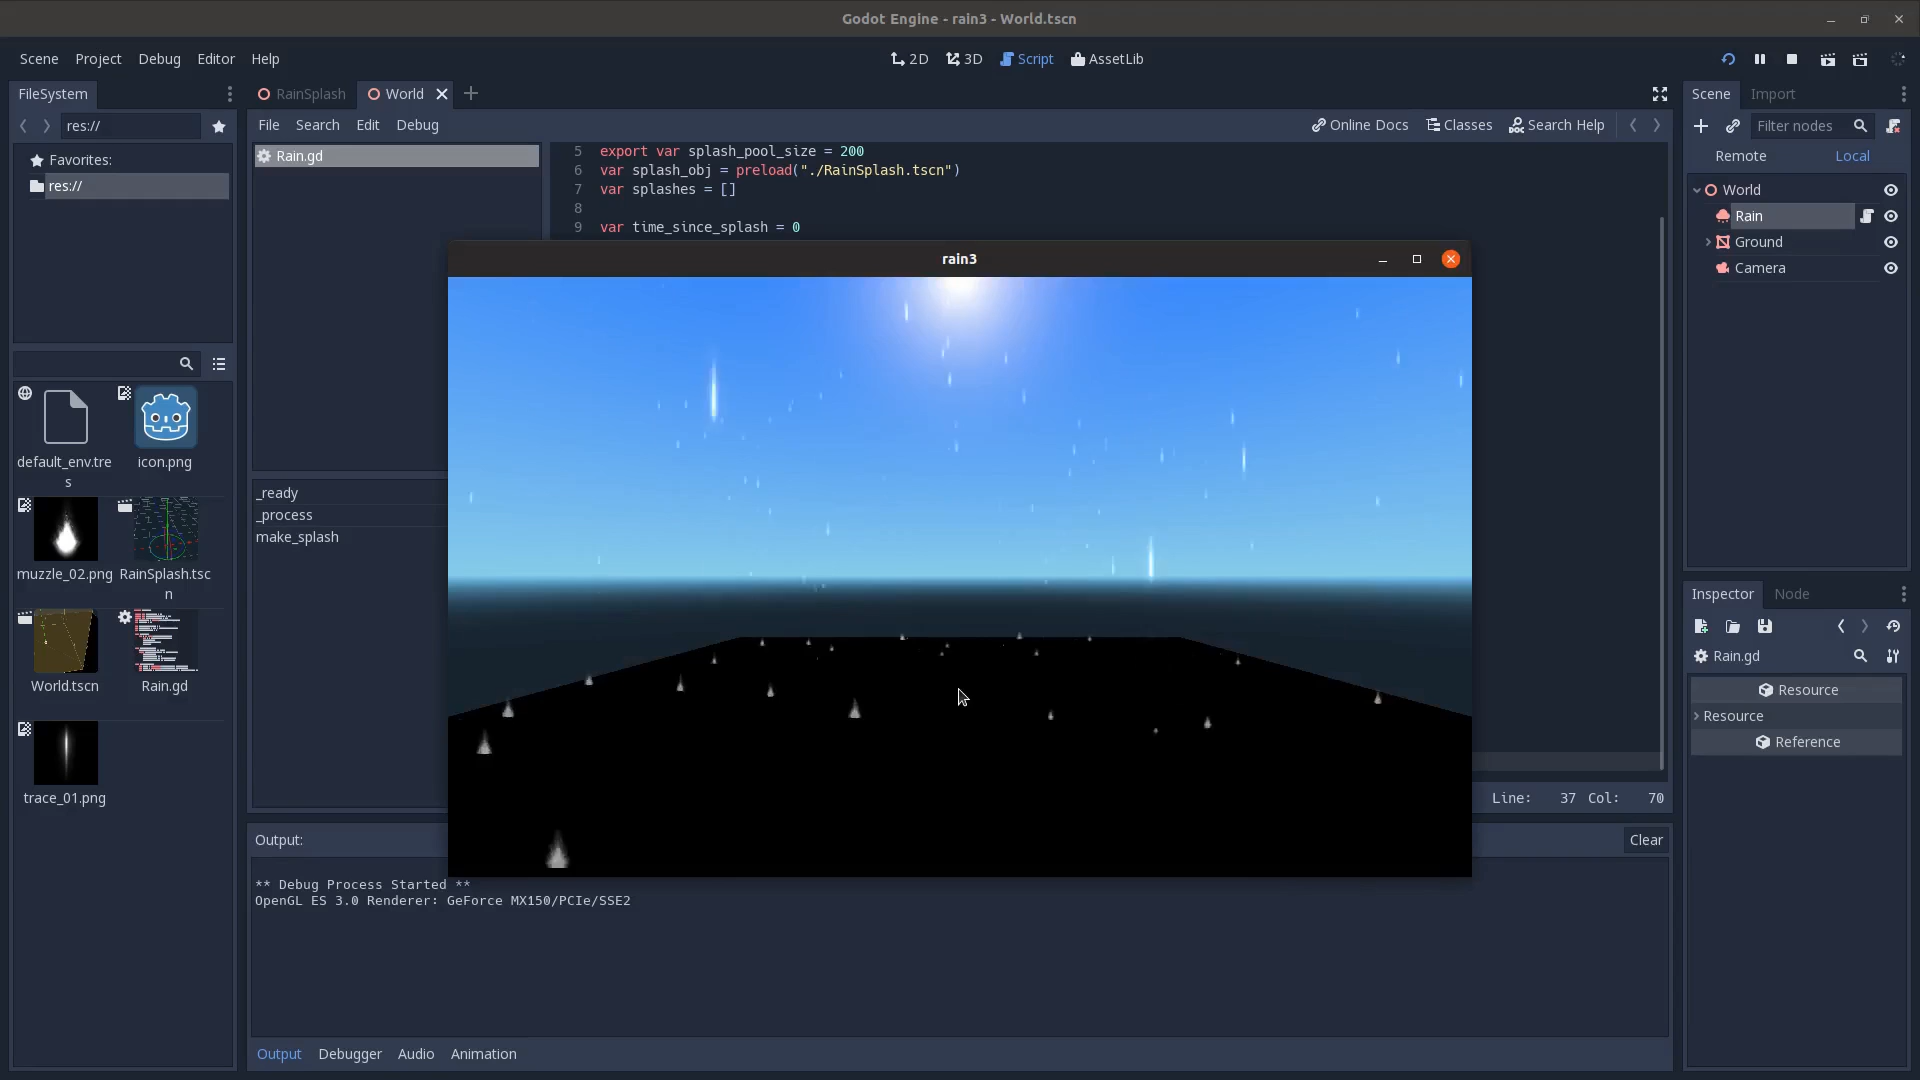 Godot Engine - rain3 - World.tscn
Scene Project Debug Editor Help
2D 3D Script AssetLib
FileSystem
res://
Favorites:
res://
default_env.tre
s
icon.png
muzzle_02.png
RainSplash.tsc
n
World.tscn
Rain.gd
trace_01.png
RainSplash
World
File Search Edit Debug
Online Docs Classes Search Help
Rain.gd
_ready
_process
make_splash
5 export var splash_pool_size = 200
6 var splash_obj = preload("./RainSplash.tscn")
7 var splashes = []
8
9 var time_since_splash = 0
rain3
Line: 37 Col: 70
Output:
Clear
** Debug Process Started **
OpenGL ES 3.0 Renderer: GeForce MX150/PCIe/SSE2
Output Debugger Audio Animation
Scene Import
Filter nodes
Remote Local
World
Rain
Ground
Camera
Inspector Node
Rain.gd
Resource
Resource
Reference